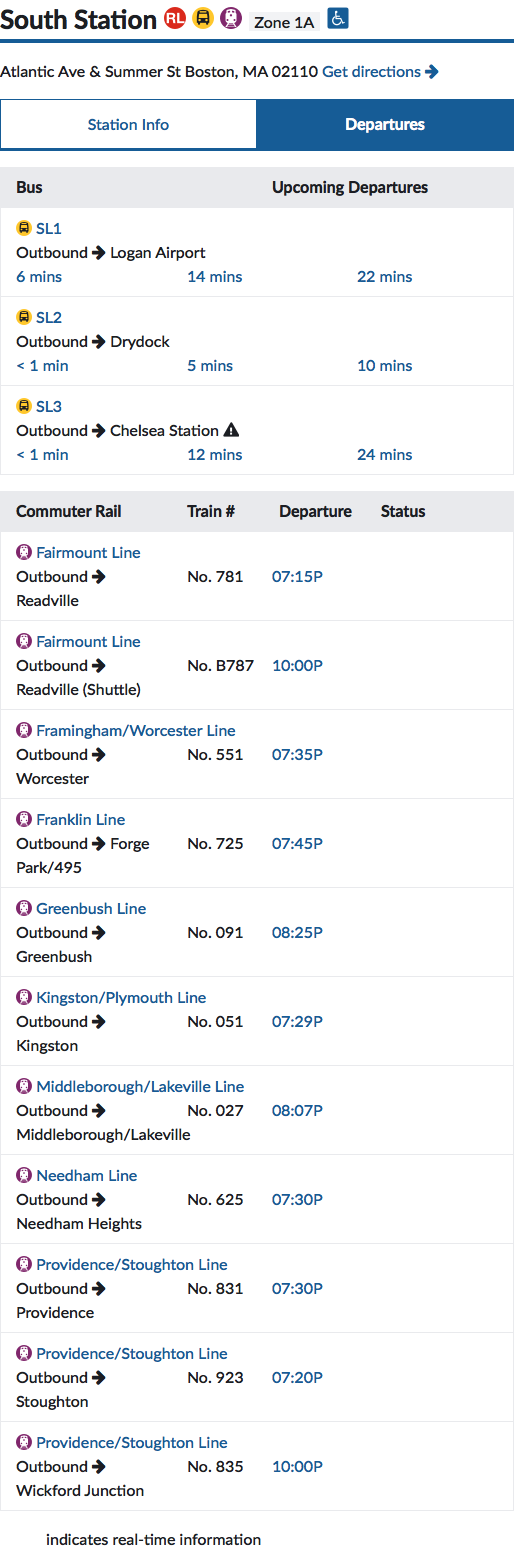 South Station RL Zone 1A
Atlantic Ave & Summer St Boston, MA 02110 Get directions
Station Info Departures
Bus Upcoming Departures
SL1
Outbound Logan Airport
6 mins 14 mins 22 mins
SL2
Outbound Drydock
< 1 min 5 mins 10 mins
SL3
Outbound Chelsea Station
< 1 min 12 mins 24 mins
Commuter Rail Train # Departure Status
Fairmount Line
Outbound No. 781 07:15P
Readville
Fairmount Line
Outbound No. B787 10:00P
Readville (Shuttle)
Framingham/Worcester Line
Outbound No. 551 07:35P
Worcester
Franklin Line
Outbound Forge No. 725 07:45P
Park/495
Greenbush Line
Outbound No. 091 08:25P
Greenbush
Kingston/Plymouth Line
Outbound No. 051 07:29P
Kingston
Middleborough/Lakeville Line
Outbound No. 027 08:07P
Middleborough/Lakeville
Needham Line
Outbound No. 625 07:30P
Needham Heights
Providence/Stoughton Line
Outbound No. 831 07:30P
Providence
Providence/Stoughton Line
Outbound No. 923 07:20P
Stoughton
Providence/Stoughton Line
Outbound No. 835 10:00P
Wickford Junction
indicates real-time information